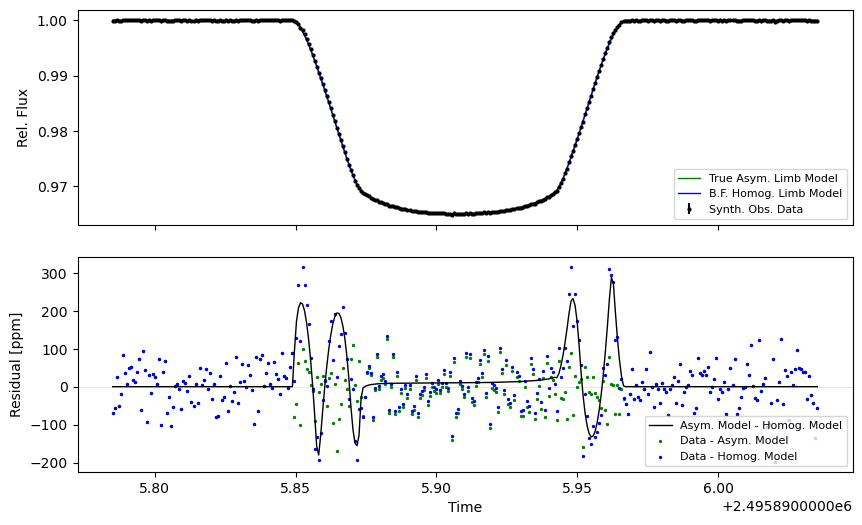 1.00
0.99
0.98
0.97
Rel. Flux
True Asym. Limb Model
B.F. Homog. Limb Model
Synth. Obs. Data
300
200
100
0
−100
−200
Residual [ppm]
Asym. Model - Homog. Model
Data - Asym. Model
Data - Homog. Model
5.80 5.85 5.90 5.95 6.00
Time
+2.4958900000e6